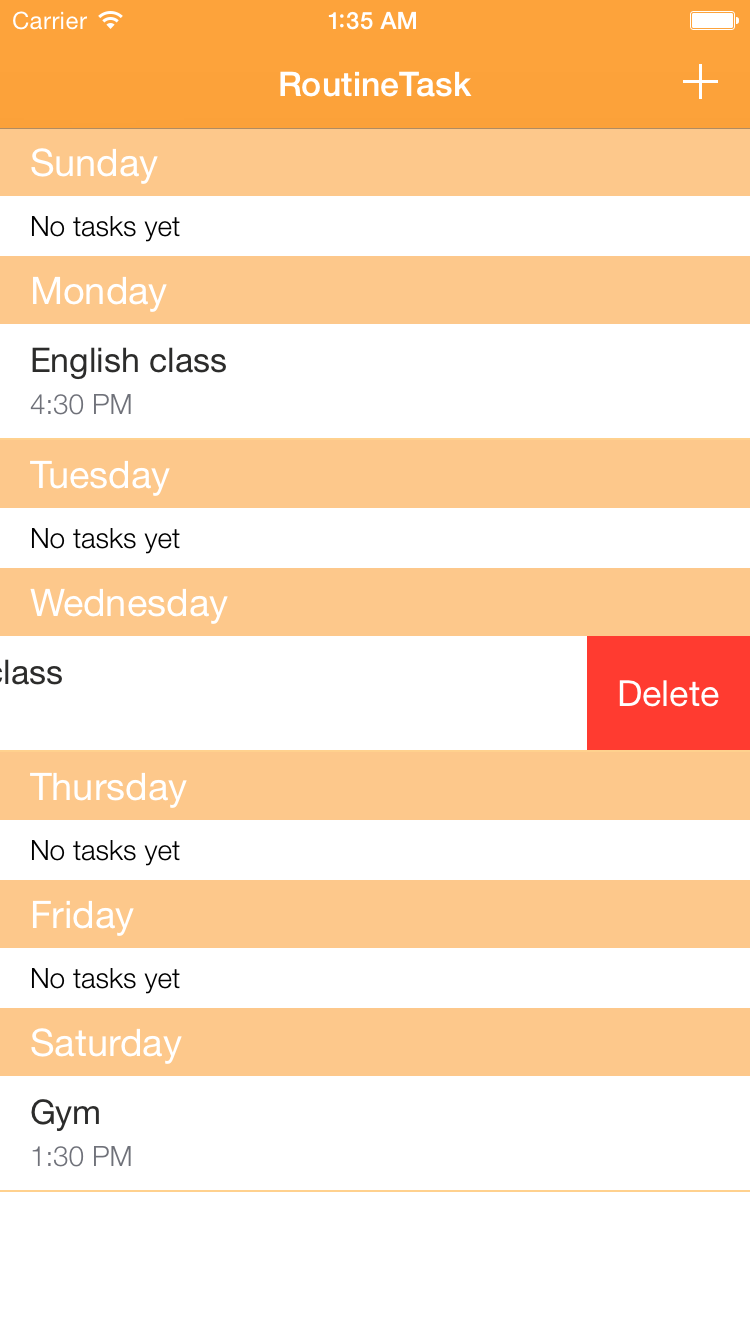 Carrier 1:35 AM
RoutineTask
Sunday
No tasks yet
Monday
English class
4:30 PM
Tuesday
No tasks yet
Wednesday
class
Delete
Thursday
No tasks yet
Friday
No tasks yet
Saturday
Gym
1:30 PM